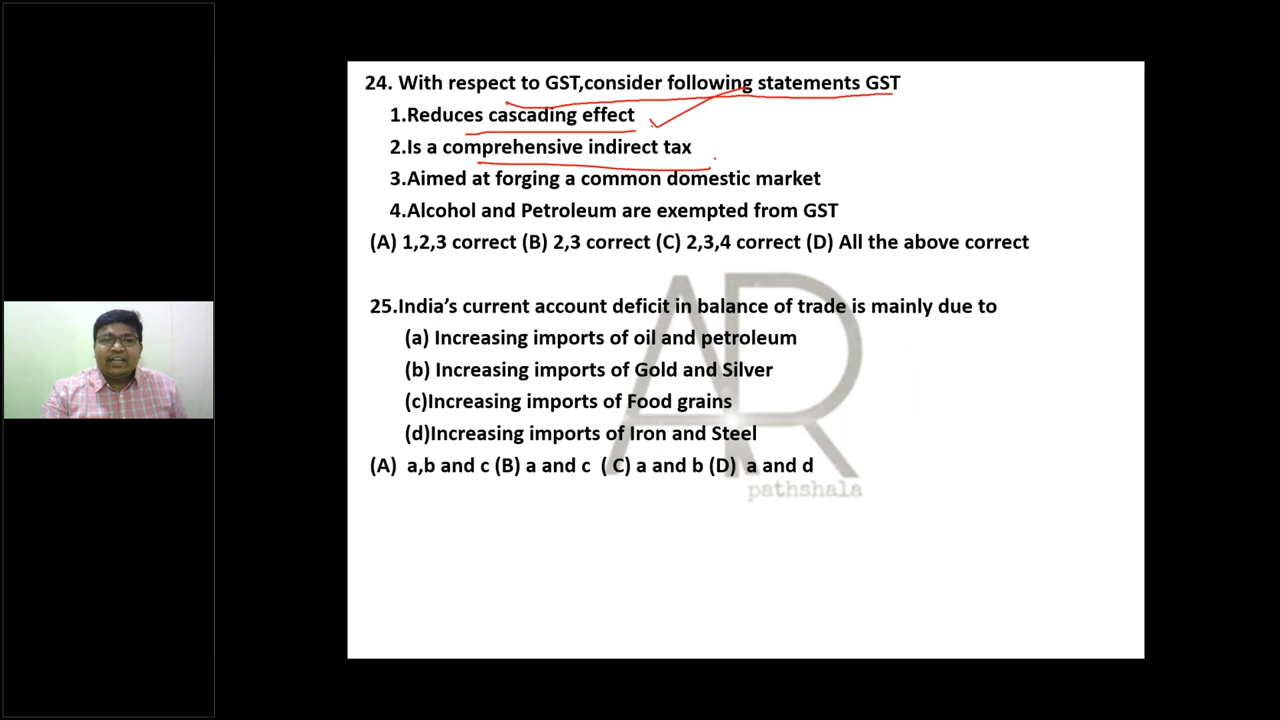 24. With respect to GST,consider following statements GST
1.Reduces cascading effect
2.Is a comprehensive indirect tax
3.Aimed at forging a common domestic market
4.Alcohol and Petroleum are exempted from GST
(A) 1,2,3 correct (B) 2,3 correct (C) 2,3,4 correct (D) All the above correct
25.India’s current account deficit in balance of trade is mainly due to
(a) Increasing imports of oil and petroleum
(b) Increasing imports of Gold and Silver
(c)Increasing imports of Food grains
(d)Increasing imports of Iron and Steel
(A) a,b and c (B) a and c ( C) a and b (D) a and d
AR
pathshala